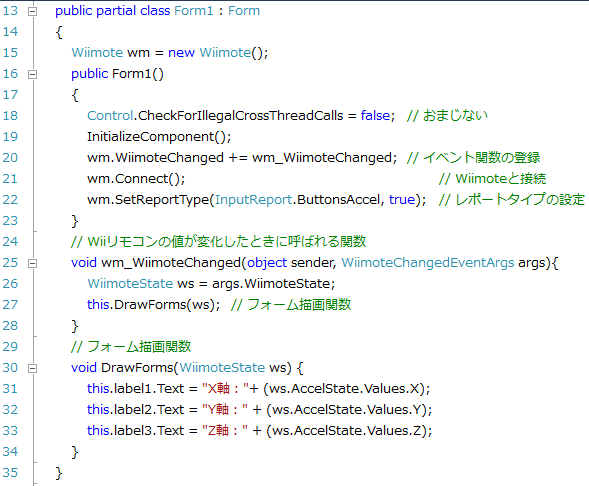 13 public partial class Form1 : Form
14 {
15 Wiimote wm = new Wiimote();
16 public Form1()
17 {
18 Control.CheckForIllegalCrossThreadCalls = false; // おまじない
19 InitializeComponent();
20 wm.WiimoteChanged += wm_WiimoteChanged; // イベント関数の登録
21 wm.Connect(); // Wiimoteと接続
22 wm.SetReportType(InputReport.ButtonsAccel, true); // レポートタイプの設定
23 }
24 // Wiiリモコンの値が変化したときに呼ばれる関数
25 void wm_WiimoteChanged(object sender, WiimoteChangedEventArgs args){
26 WiimoteState ws = args.WiimoteState;
27 this.DrawForms(ws); // フォーム描画関数
28 }
29 // フォーム描画関数
30 void DrawForms(WiimoteState ws) {
31 this.label1.Text = "X軸：" + (ws.AccelState.Values.X);
32 this.label2.Text = "Y軸：" + (ws.AccelState.Values.Y);
33 this.label3.Text = "Z軸：" + (ws.AccelState.Values.Z);
34 }
35 }